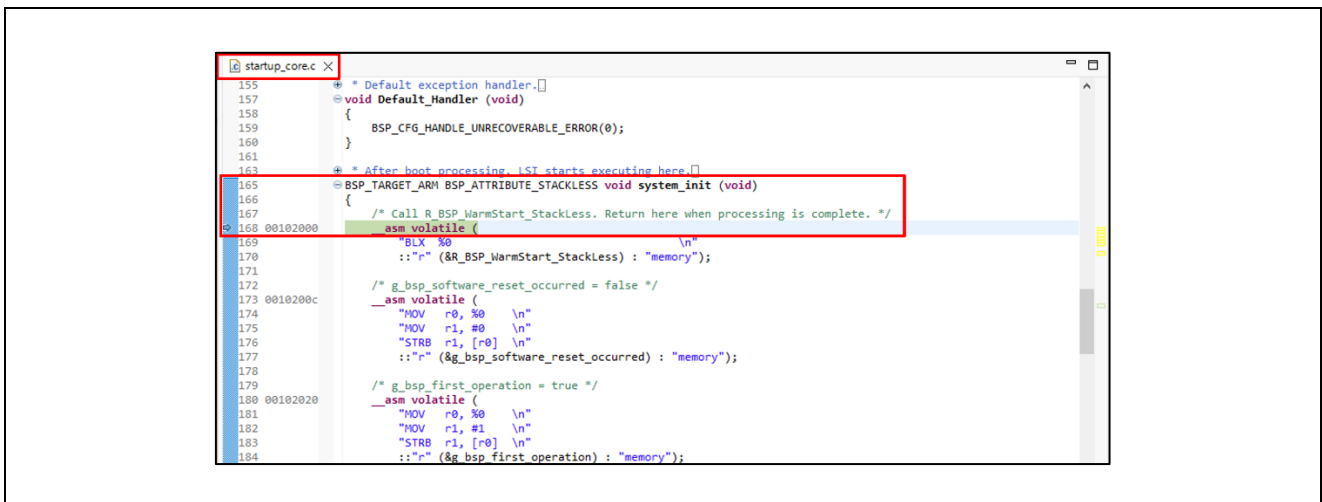 startup_core.c
155 * Default exception handler.
157 void Default_Handler (void)
158 {
159 BSP_CFG_HANDLE_UNRECOVERABLE_ERROR(0);
160 }
161
163 * After boot processing, LSI starts executing here.
165 BSP_TARGET_ARM BSP_ATTRIBUTE_STACKLESS void system_init (void)
166 {
167 /* Call R_BSP_WarmStart_StackLess. Return here when processing is complete. */
168 00102000 __asm volatile (
169 "BLX %0 \n"
170 ::"r" (&R_BSP_WarmStart_StackLess) : "memory");
171
172 /* g_bsp_software_reset_occurred = false */
173 0010200c __asm volatile (
174 "MOV r0, %0 \n"
175 "MOV r1, #0 \n"
176 "STRB r1, [r0] \n"
177 ::"r" (&g_bsp_software_reset_occurred) : "memory");
178
179 /* g_bsp_first_operation = true */
180 00102020 __asm volatile (
181 "MOV r0, %0 \n"
182 "MOV r1, #1 \n"
183 "STRB r1, [r0] \n"
184 ::"r" (&g_bsp_first_operation) : "memory");